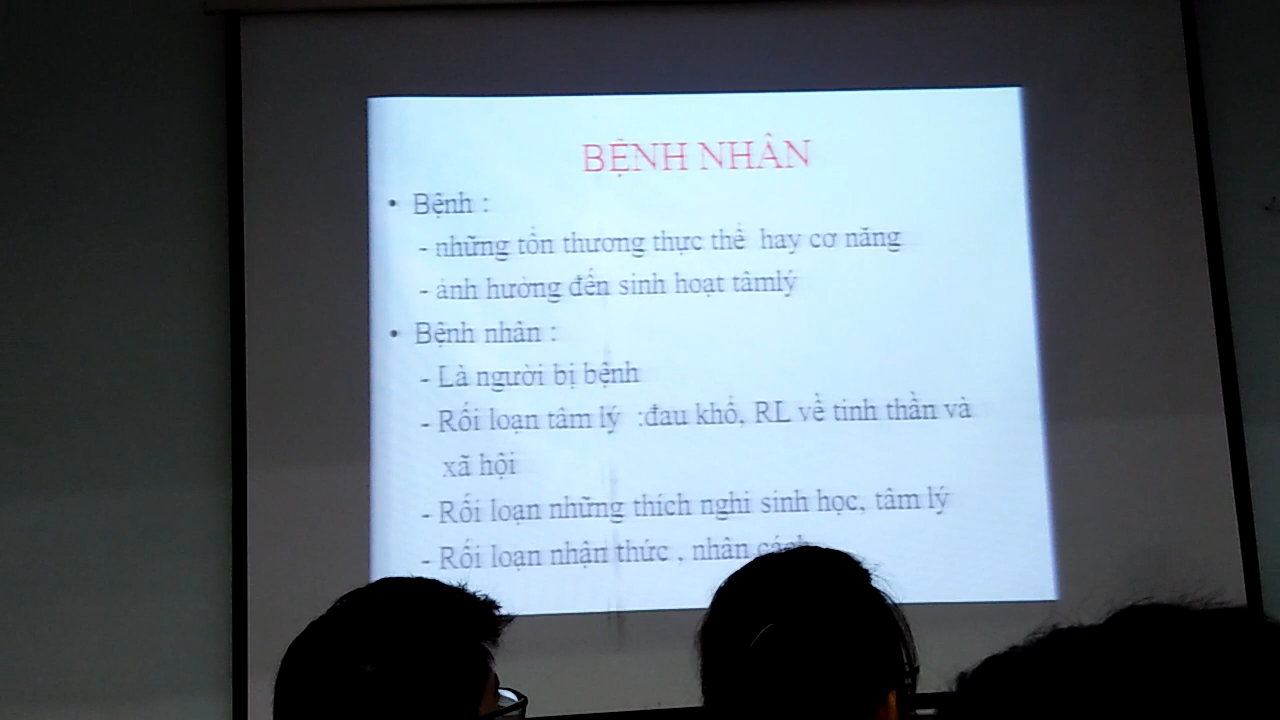 BỆNH NHÂN
• Bệnh :
- những tổn thương thực thể hay cơ năng
- ảnh hưởng đến sinh hoạt tâmlý
• Bệnh nhân :
- Là người bị bệnh
- Rối loạn tâm lý :đau khổ, RL về tinh thần và
xã hội
- Rối loạn những thích nghi sinh học, tâm lý
- Rối loạn nhận thức , nhân cách